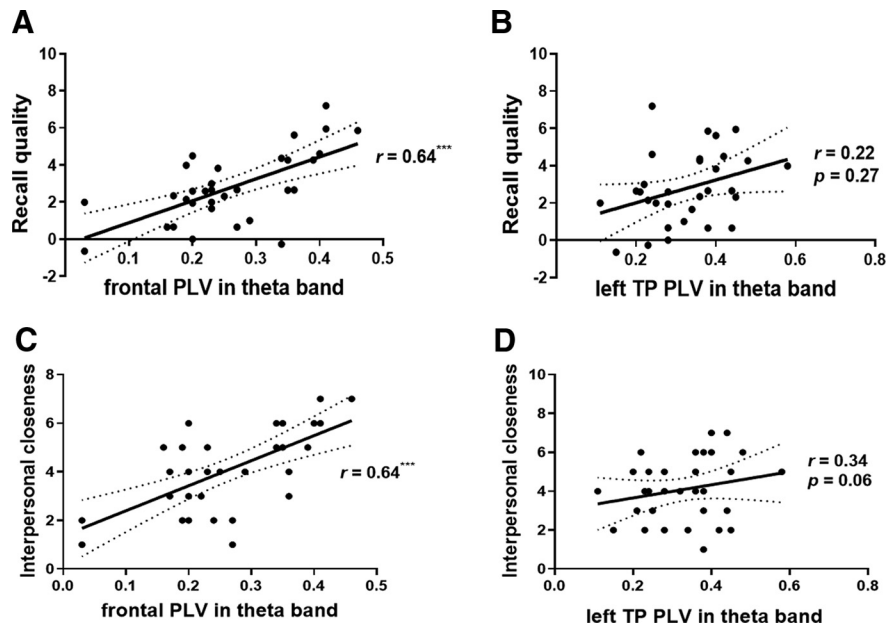 A
Recall quality
10
8
6
4
2
0
-2
0.1 0.2 0.3 0.4 0.5
frontal PLV in theta band
r = 0.64***
B
Recall quality
10
8
6
4
2
0
-2
0.2 0.4 0.6 0.8
left TP PLV in theta band
r = 0.22
p = 0.27
C
Interpersonal closeness
8
6
4
2
0
0.0 0.1 0.2 0.3 0.4 0.5
frontal PLV in theta band
r = 0.64***
D
Interpersonal closeness
10
8
6
4
2
0
0.0 0.2 0.4 0.6 0.8
left TP PLV in theta band
r = 0.34
p = 0.06